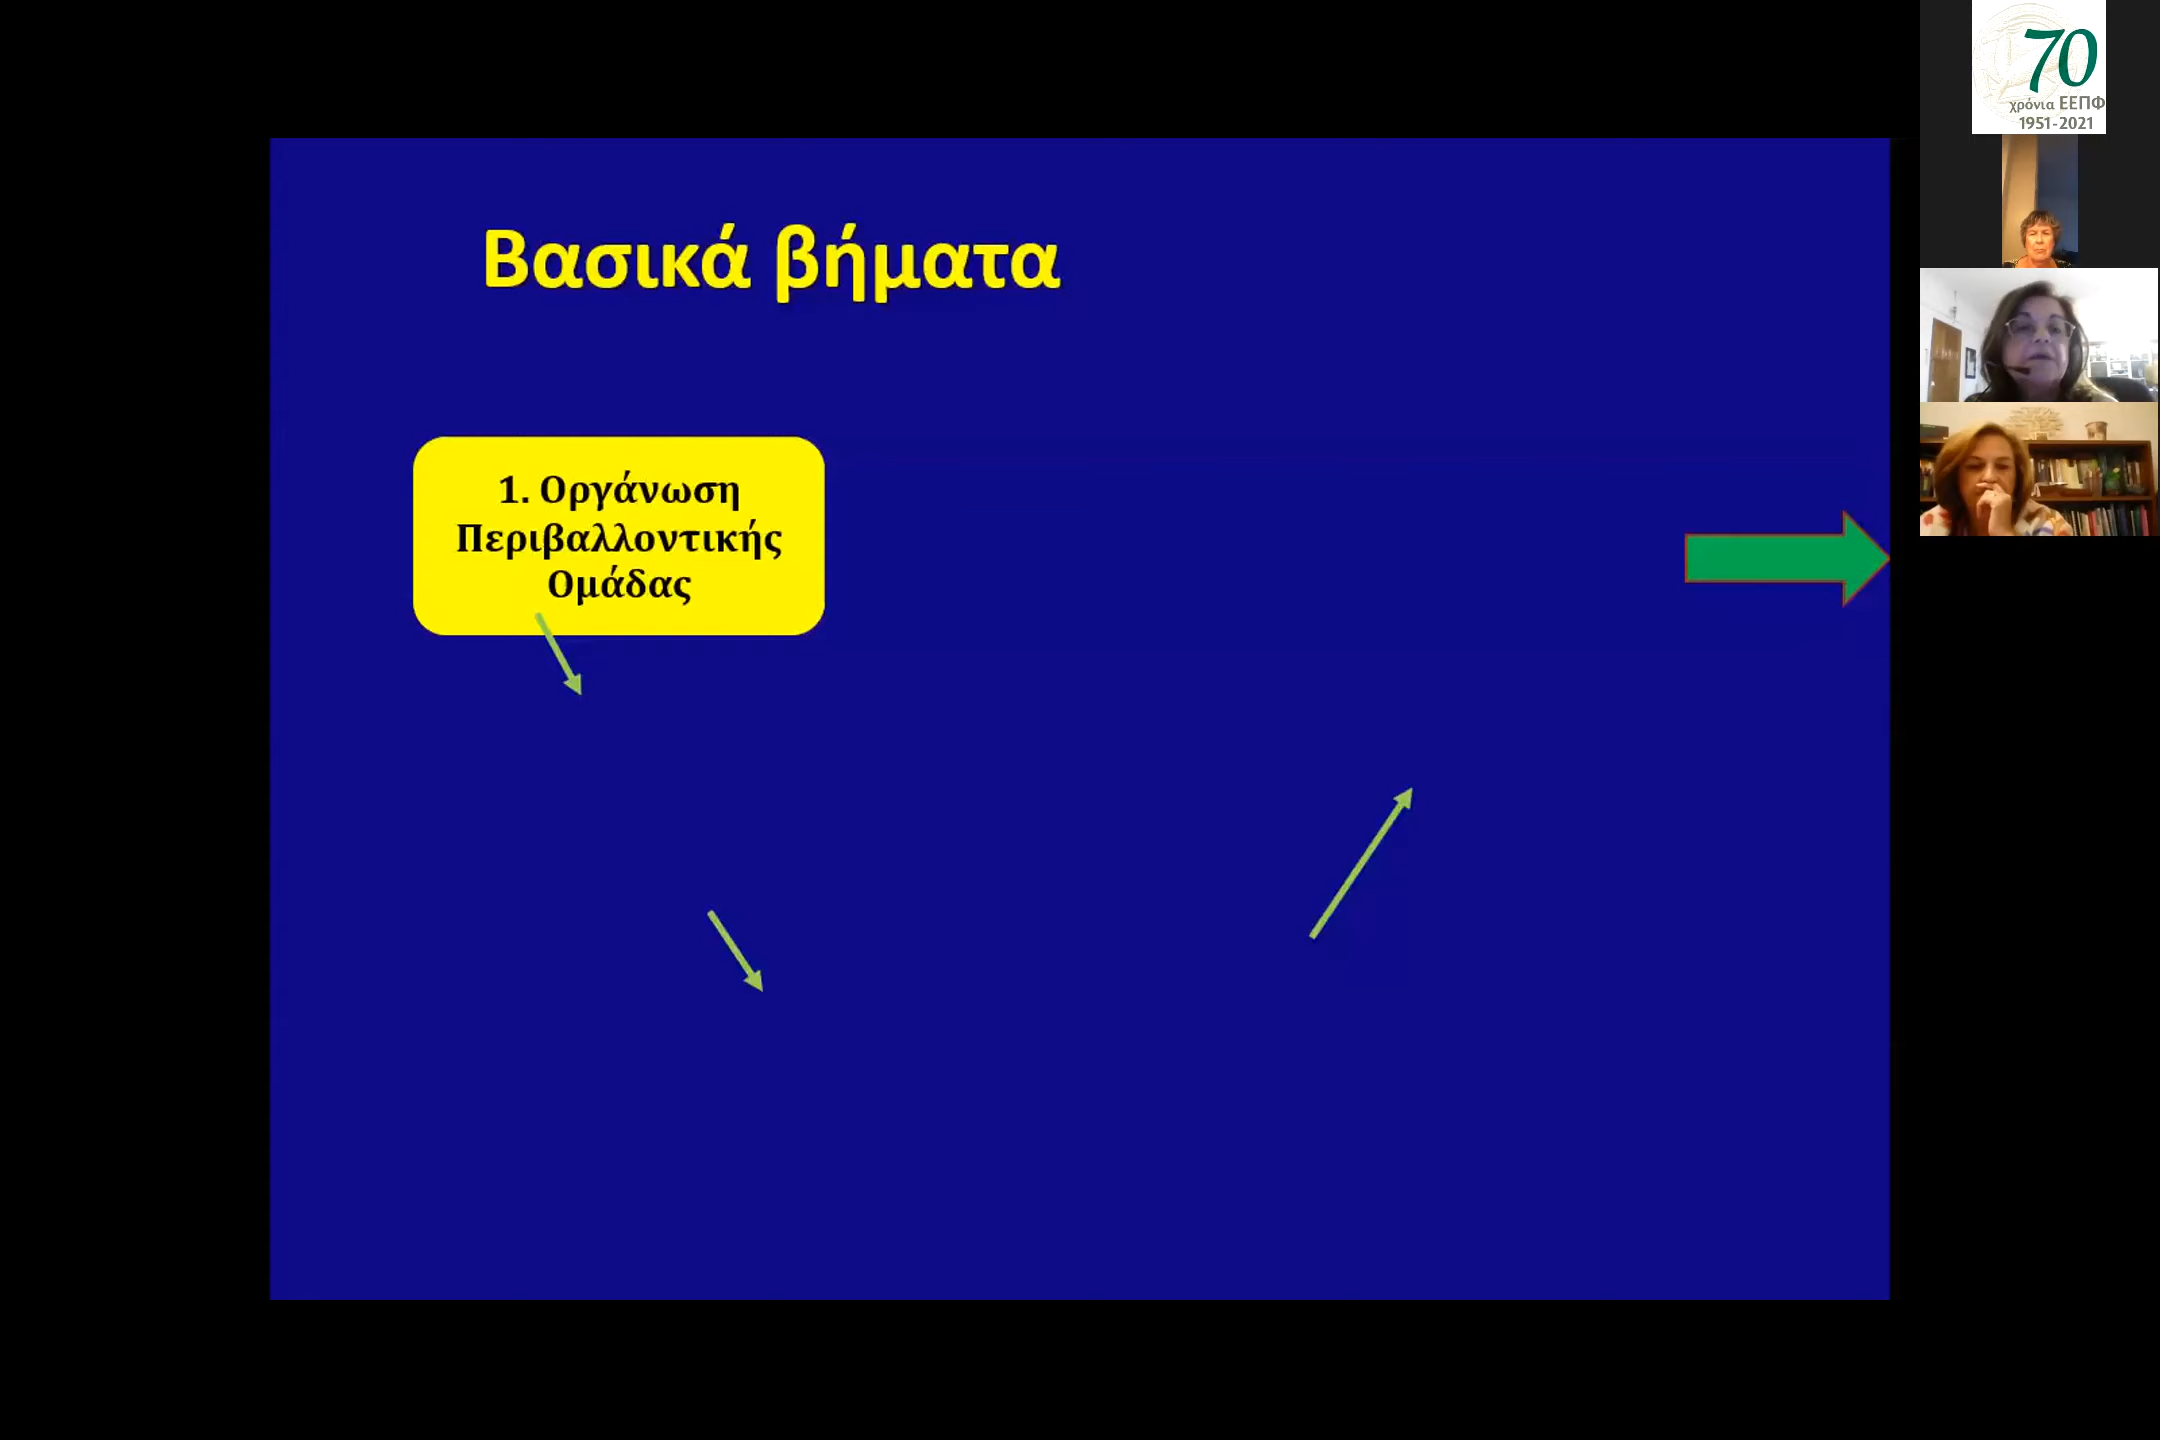 Βασικά βήματα
1. Οργάνωση
Περιβαλλοντικής
Ομάδας
70
χρόνια ΕΕΠΦ
1951-2021